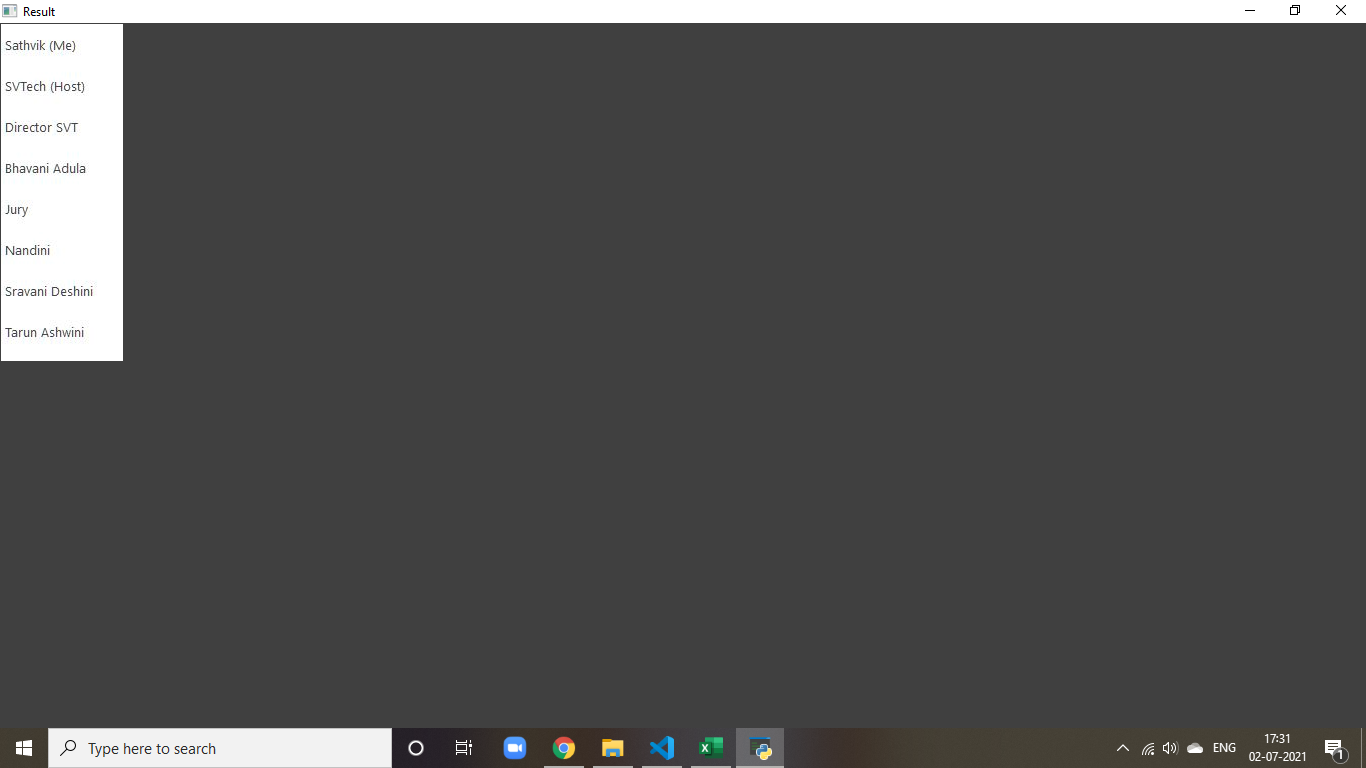 Result
Sathvik (Me)
SVTech (Host)
Director SVT
Bhavani Adula
Jury
Nandini
Sravani Deshini
Tarun Ashwini
Type here to search
ENG
17:31
02-07-2021
1